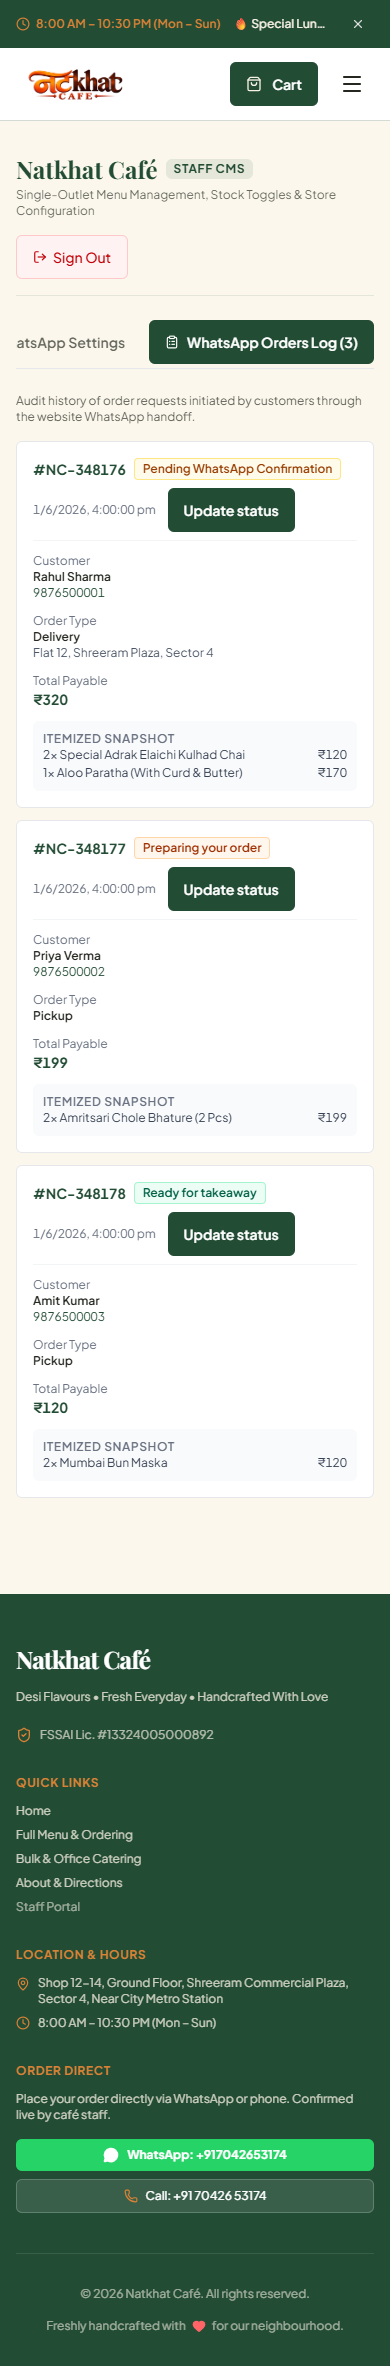 8:00 AM – 10:30 PM (Mon – Sun) Special Lun...
नटkhat
CAFE
Cart
Natkhat Café STAFF CMS
Single-Outlet Menu Management, Stock Toggles & Store
Configuration
Sign Out
atsApp Settings WhatsApp Orders Log (3)
Audit history of order requests initiated by customers through
the website WhatsApp handoff.
#NC-348176 Pending WhatsApp Confirmation
1/6/2026, 4:00:00 pm Update status
Customer
Rahul Sharma
9876500001
Order Type
Delivery
Flat 12, Shreeram Plaza, Sector 4
Total Payable
₹320
ITEMIZED SNAPSHOT
2× Special Adrak Elaichi Kulhad Chai ₹120
1× Aloo Paratha (With Curd & Butter) ₹170
#NC-348177 Preparing your order
1/6/2026, 4:00:00 pm Update status
Customer
Priya Verma
9876500002
Order Type
Pickup
Total Payable
₹199
ITEMIZED SNAPSHOT
2× Amritsari Chole Bhature (2 Pcs) ₹199
#NC-348178 Ready for takeaway
1/6/2026, 4:00:00 pm Update status
Customer
Amit Kumar
9876500003
Order Type
Pickup
Total Payable
₹120
ITEMIZED SNAPSHOT
2× Mumbai Bun Maska ₹120
Natkhat Café
Desi Flavours • Fresh Everyday • Handcrafted With Love
FSSAI Lic. #13324005000892
QUICK LINKS
Home
Full Menu & Ordering
Bulk & Office Catering
About & Directions
Staff Portal
LOCATION & HOURS
Shop 12–14, Ground Floor, Shreeram Commercial Plaza,
Sector 4, Near City Metro Station
8:00 AM – 10:30 PM (Mon – Sun)
ORDER DIRECT
Place your order directly via WhatsApp or phone. Confirmed
live by café staff.
WhatsApp: +917042653174
Call: +91 70426 53174
© 2026 Natkhat Café. All rights reserved.
Freshly handcrafted with for our neighbourhood.